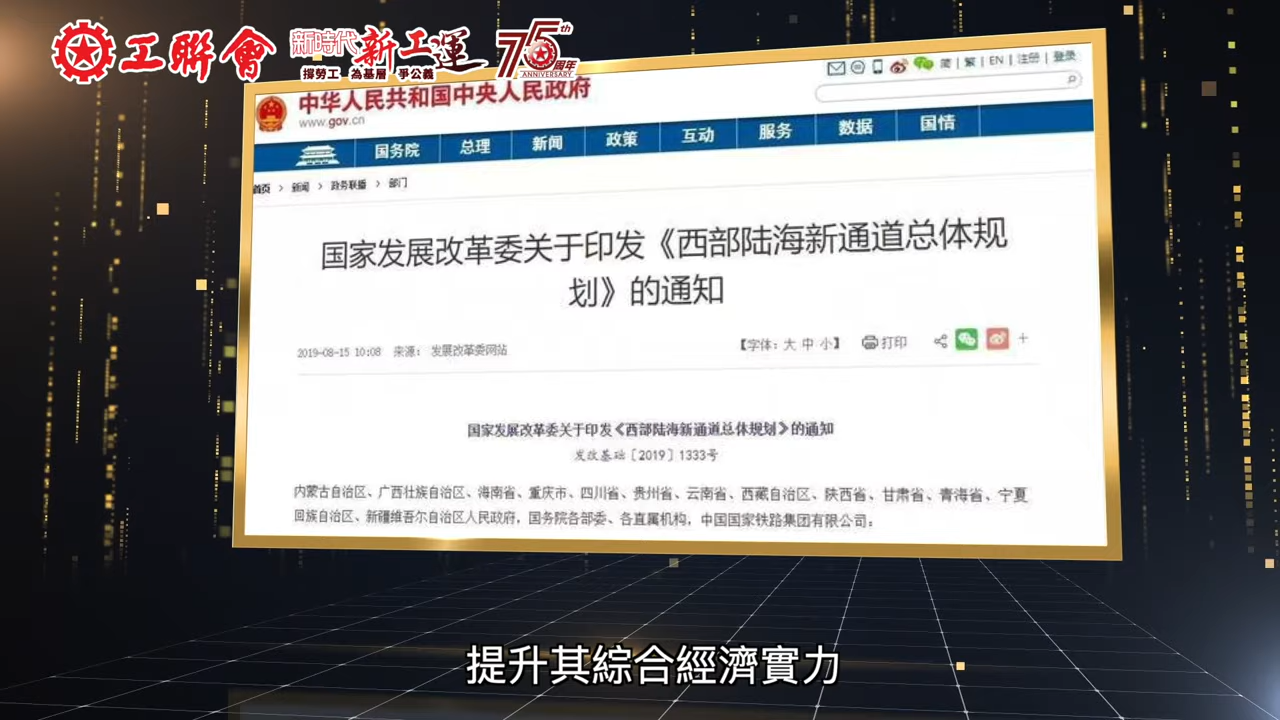 工聯會
新時代新工運
撐勞工 為基層 爭公義
75th
周年
ANNIVERSARY
中华人民共和国中央人民政府
www.gov.cn
简 | 繁 | EN | 注册 | 登录
国务院 总理 新闻 政策 互动 服务 数据 国情
首页 > 新闻 > 政务联播 > 部门
国家发展改革委关于印发《西部陆海新通道总体规
划》的通知
2019-08-15 10:08 来源： 发展改革委网站
【字体：大 中 小】 打印
国家发展改革委关于印发《西部陆海新通道总体规划》的通知
发改基础〔2019〕1333号
内蒙古自治区、广西壮族自治区、海南省、重庆市、四川省、贵州省、云南省、西藏自治区、陕西省、甘肃省、青海省、宁夏
回族自治区、新疆维吾尔自治区人民政府，国务院各部委、各直属机构，中国国家铁路集团有限公司：
提升其綜合經濟實力